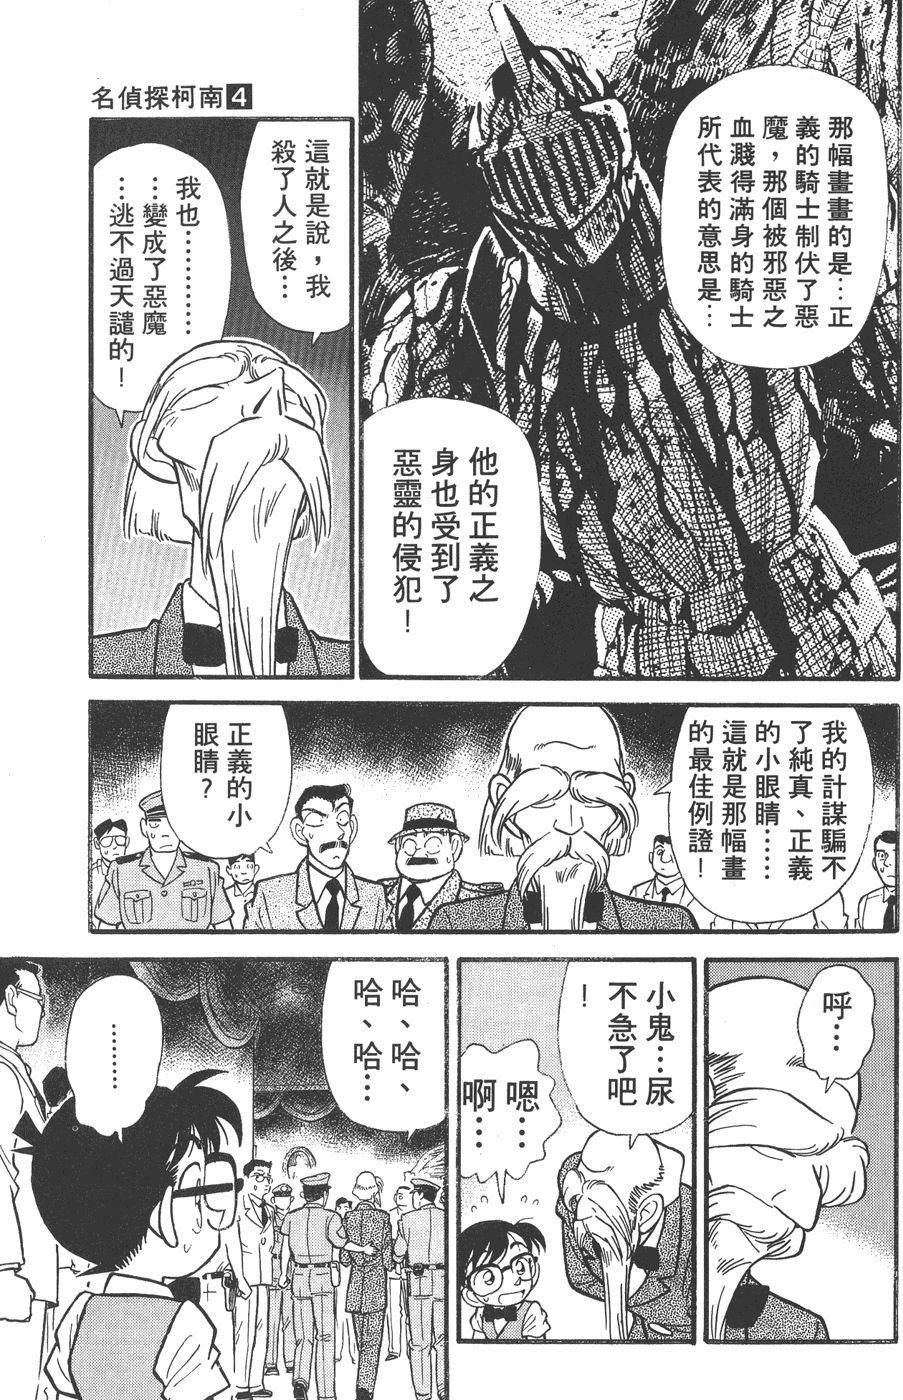 名偵探柯南4
那幅畫畫的是…正
義的騎士制伏了惡
魔，那個被邪惡之
血濺得滿身的騎士
所代表的意思是…
他的正義之
身也受到了
惡靈的侵犯！
這就是說，我
殺了人之後…
我也…………
…變成了惡魔
…逃不過天譴的！
我的計謀騙不
了純真、正義
的小眼睛……
這就是那幅畫
的最佳例證！
正義的小
眼睛？
呼…
小鬼…尿
不急了吧
！
嗯…
啊…
哈、哈、
哈、哈…
……